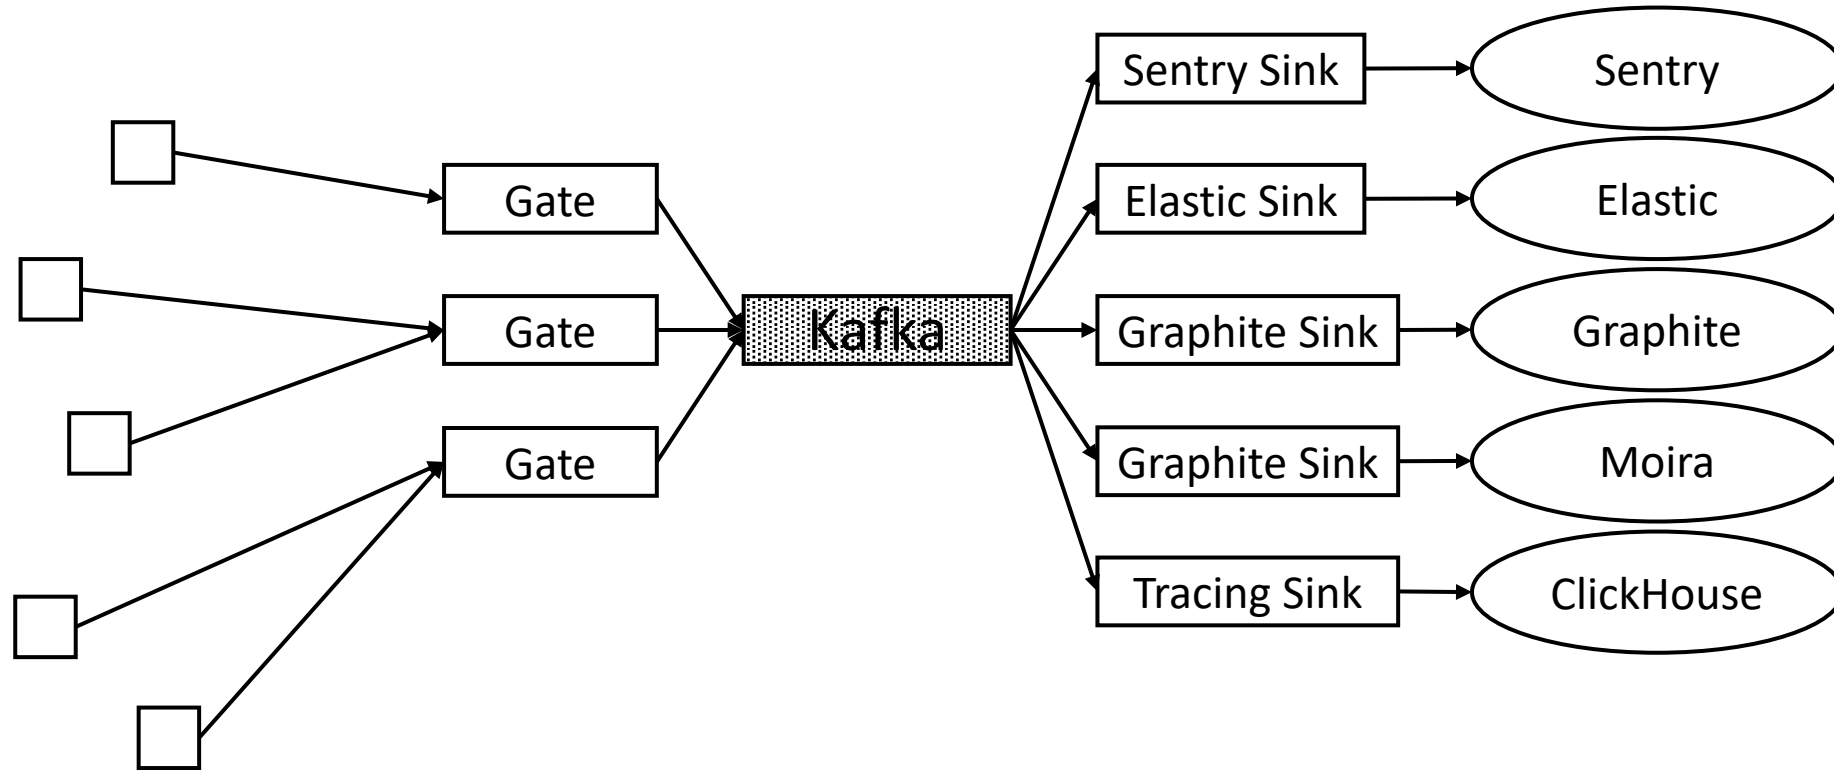 Gate
Gate
Gate
Kafka
Sentry Sink
Sentry
Elastic Sink
Elastic
Graphite Sink
Graphite
Graphite Sink
Moira
Tracing Sink
ClickHouse